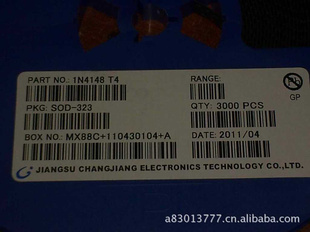 PART NO.: 1N4148 T4
RANGE:
GP
PKG: SOD-323
QTY: 3000 PCS
BOX NO.: MX88C+110430104+A
DATE: 2011/04
JIANGSU CHANGJIANG ELECTRONICS TECHNOLOGY CO.,LTD.
a83013777.cn.alibaba.com